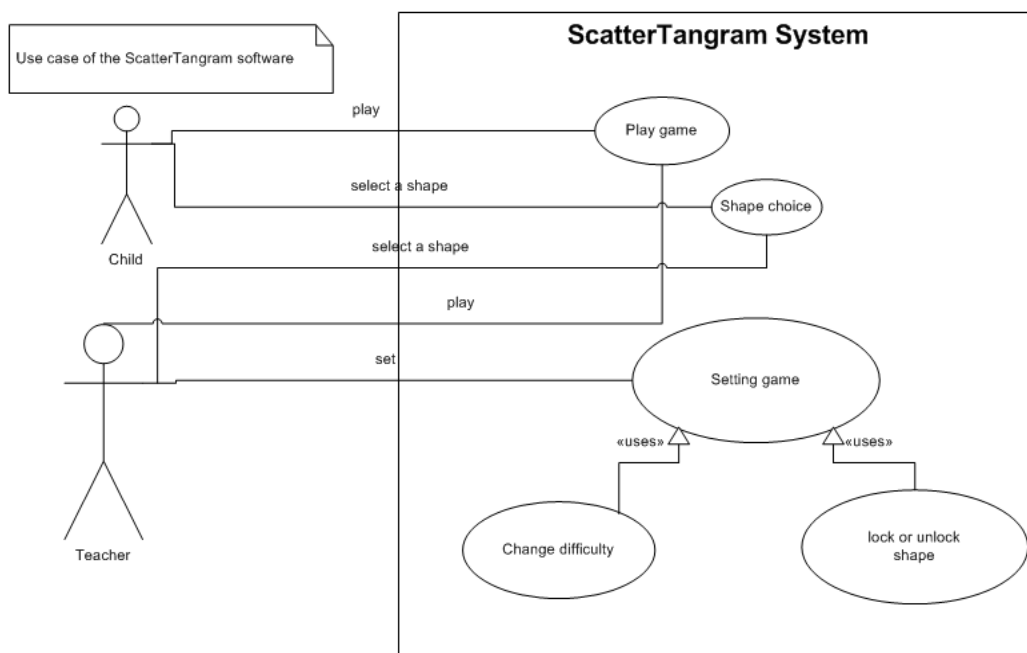 ScatterTangram System
Use case of the ScatterTangram software
play
Play game
select a shape
Shape choice
Child
select a shape
play
set
Setting game
«uses»
«uses»
Change difficulty
lock or unlock
shape
Teacher